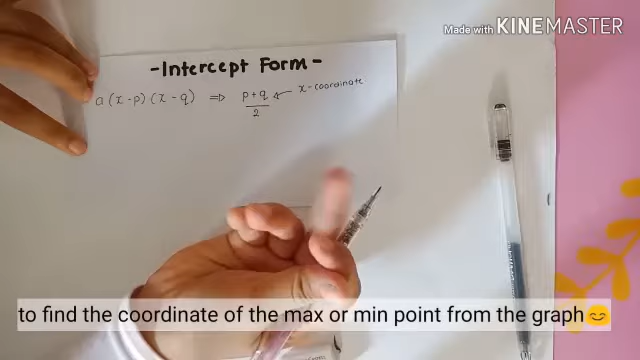 Made with KINEMASTER
-Intercept Form-
a(x-p)(x-q) ⇒ p+q/2 ← x-coordinate
to find the coordinate of the max or min point from the graph😊